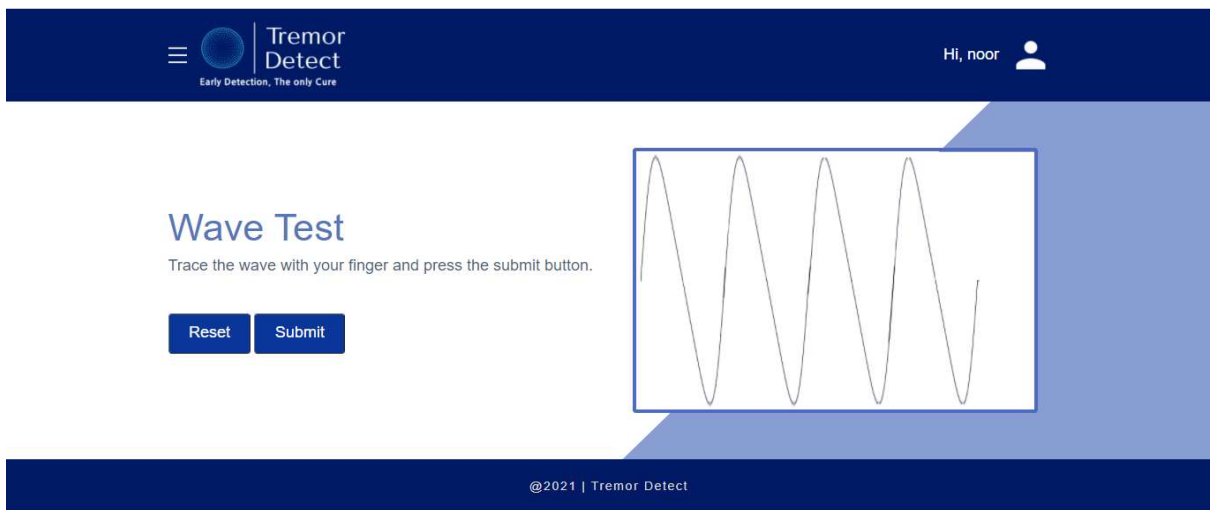 Tremor
Detect
Early Detection, The only Cure
Hi, noor
Wave Test
Trace the wave with your finger and press the submit button.
Reset
Submit
@2021 | Tremor Detect